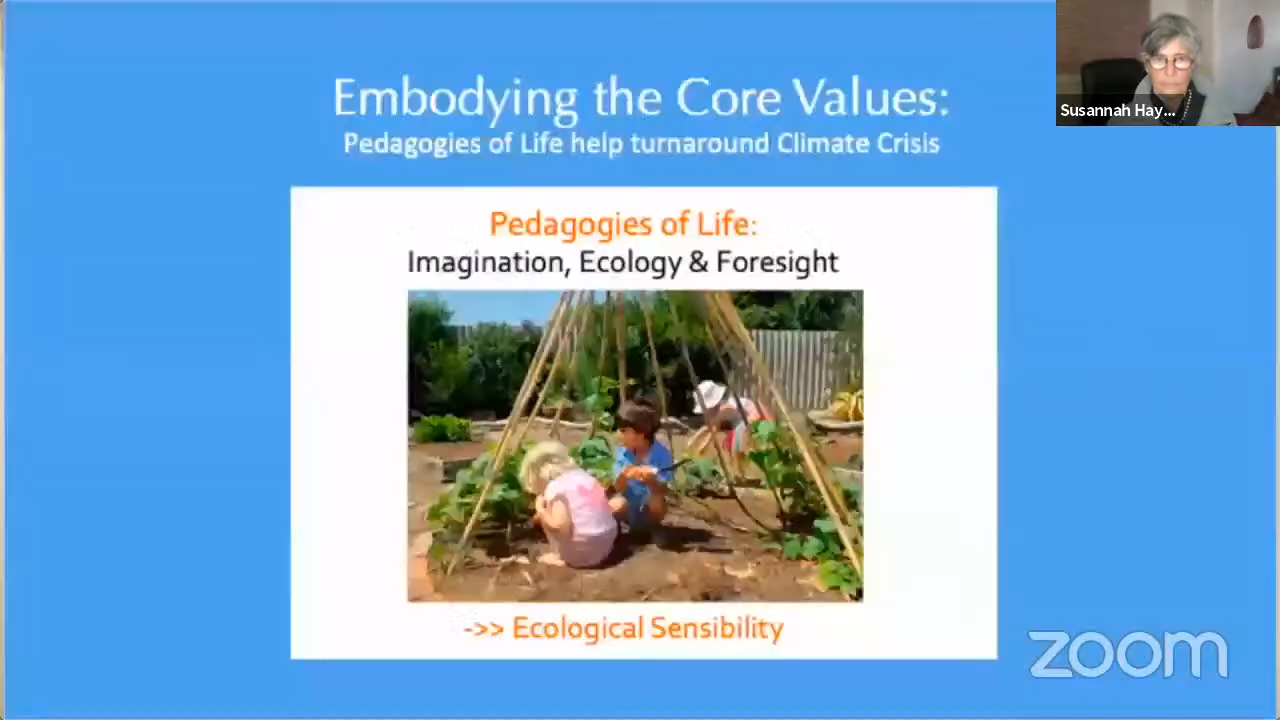 Embodying the Core Values:
Pedagogies of Life help turnaround Climate Crisis
Susannah Hay...
Pedagogies of Life:
Imagination, Ecology & Foresight
->> Ecological Sensibility
zoom